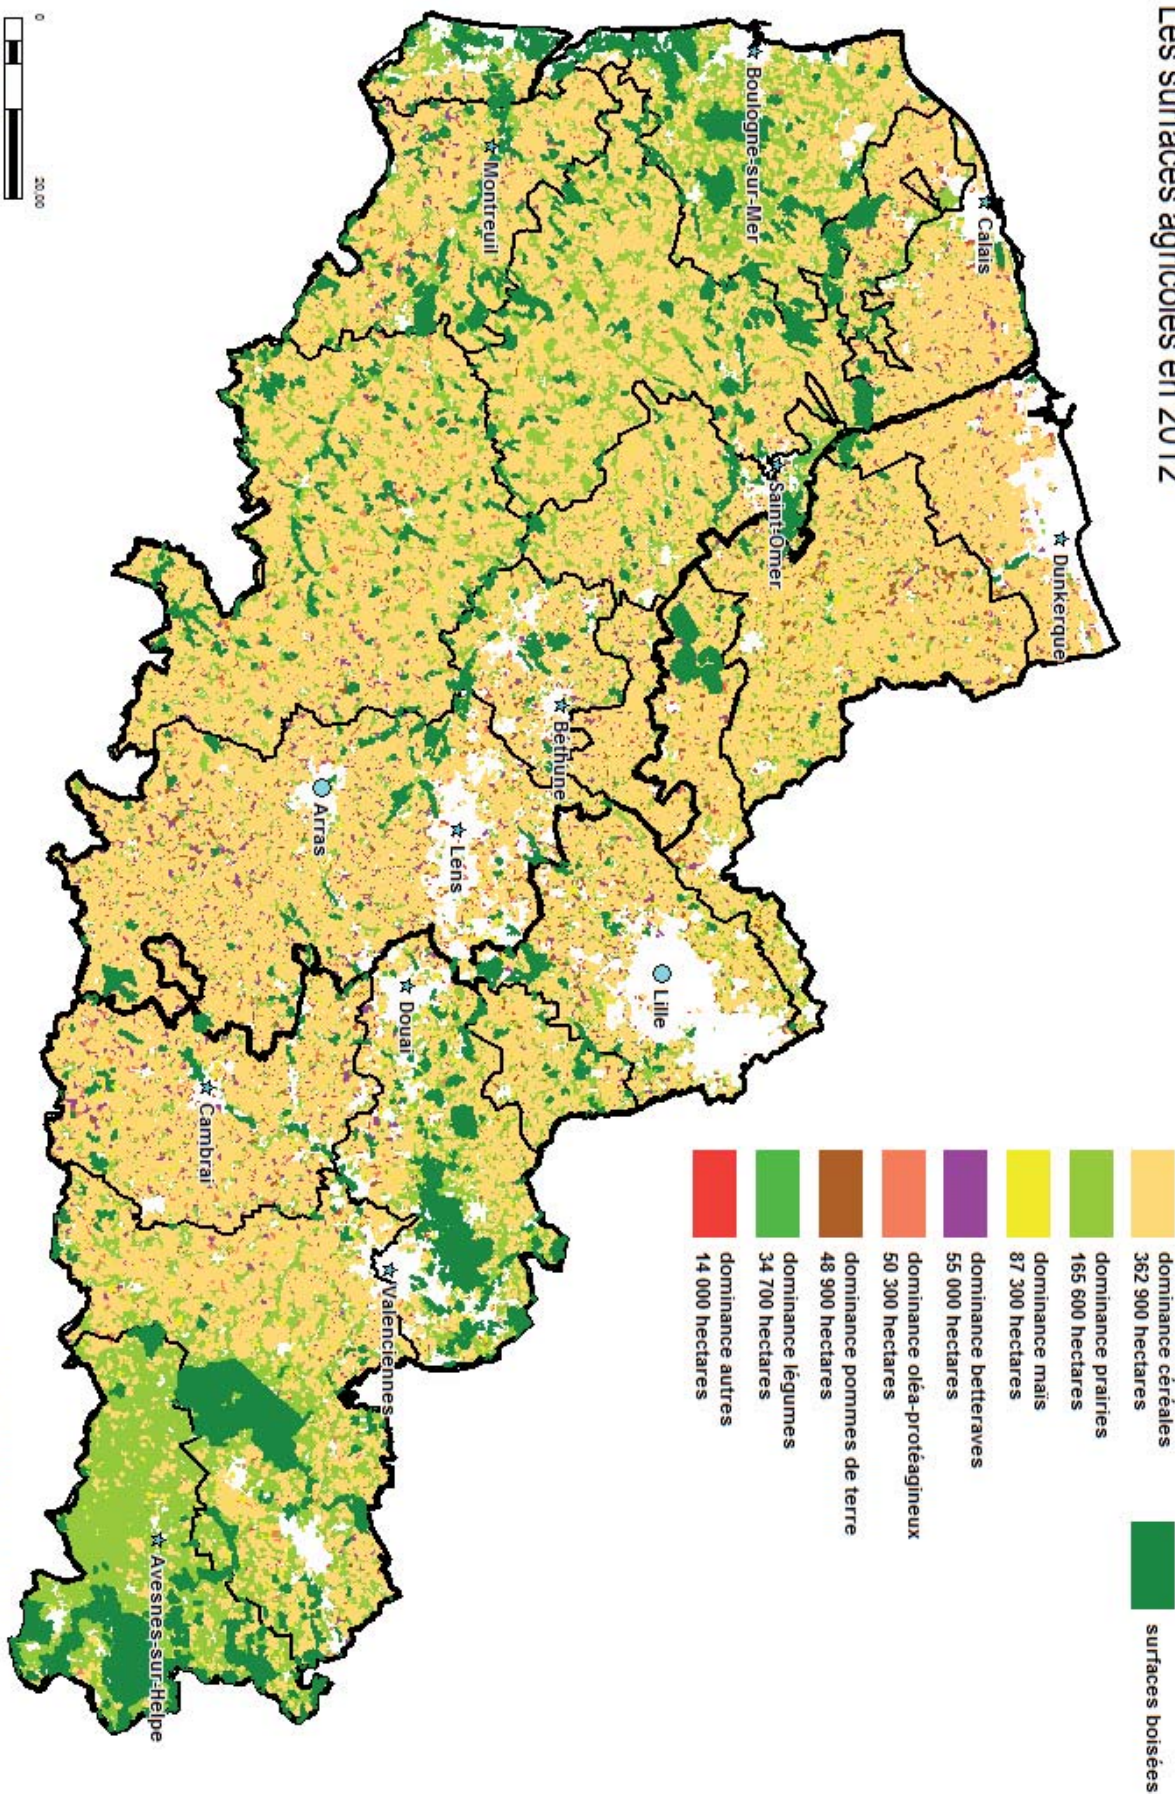 Les surfaces agricoles en 2012
dominance céréales
362 900 hectares
dominance prairies
165 600 hectares
dominance maïs
87 300 hectares
dominance betteraves
55 000 hectares
dominance oléa-protéagineux
50 300 hectares
dominance pommes de terre
48 900 hectares
dominance légumes
34 700 hectares
dominance autres
14 000 hectares
surfaces boisées
Dunkerque
Calais
Boulogne-sur-Mer
Saint-Omer
Montreuil
Béthune
Lille
Lens
Arras
Douai
Valenciennes
Cambrai
Avesnes-sur-Helpe
0